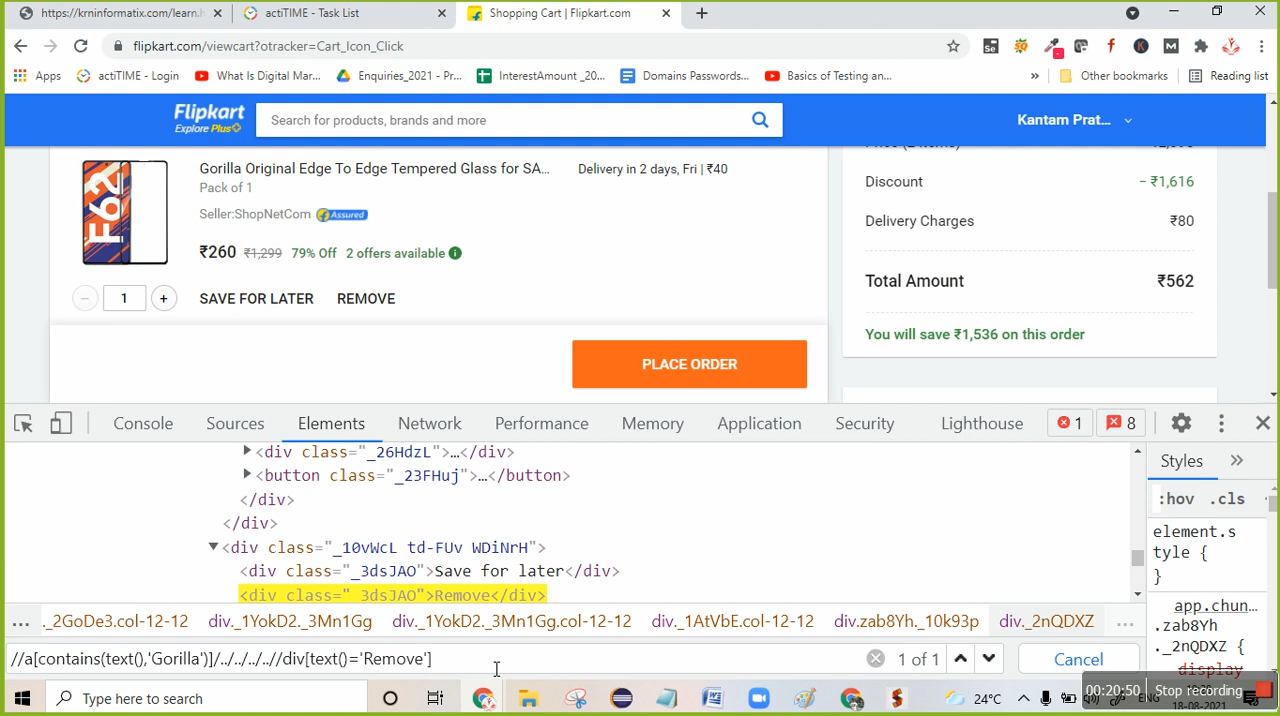 https://krninformatix.com/learn.h
actiTIME - Task List
Shopping Cart | Flipkart.com
flipkart.com/viewcart?otracker=Cart_Icon_Click
Apps
actiTIME - Login
What Is Digital Mar...
Enquiries_2021 - Pr...
InterestAmount _20...
Domains Passwords...
Basics of Testing an...
»
Other bookmarks
Reading list
Flipkart
Explore Plus
Search for products, brands and more
Kantam Prat...
Gorilla Original Edge To Edge Tempered Glass for SA...
Delivery in 2 days, Fri | ₹40
Pack of 1
Seller:ShopNetCom
Assured
F62
₹260 ₹1,299 79% Off 2 offers available
− 1 +
SAVE FOR LATER
REMOVE
PLACE ORDER
Discount
− ₹1,616
Delivery Charges
₹80
Total Amount
₹562
You will save ₹1,536 on this order
Console
Sources
Elements
Network
Performance
Memory
Application
Security
Lighthouse
1
8
<div class="_26HdzL">…</div>
<button class="_23FHuj">…</button>
</div>
</div>
<div class="_10vWcL td-FUv WDiNrH">
<div class="_3dsJAO">Save for later</div>
<div class="_3dsJAO">Remove</div>
Styles
»
:hov .cls
element.s
tyle {
}
app.chun…
.zab8Yh
._2nQDXZ {
display
... ._2GoDe3.col-12-12 div._1YokD2._3Mn1Gg div._1YokD2._3Mn1Gg.col-12-12 div._1AtVbE.col-12-12 div.zab8Yh._10k93p div._2nQDXZ ...
//a[contains(text(),'Gorilla')]/../../../..//div[text()='Remove']
1 of 1
Cancel
Type here to search
24°C
ENG
18-08-2021
00:20:50
Stop recording